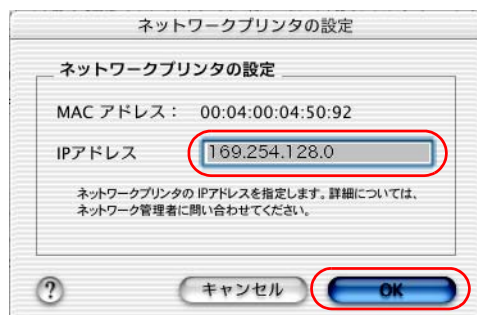 ネットワークプリンタの設定
ネットワークプリンタの設定
MAC アドレス： 00:04:00:04:50:92
IPアドレス 169.254.128.0
ネットワークプリンタの IPアドレスを指定します。詳細については、
ネットワーク管理者に問い合わせてください。
? キャンセル OK